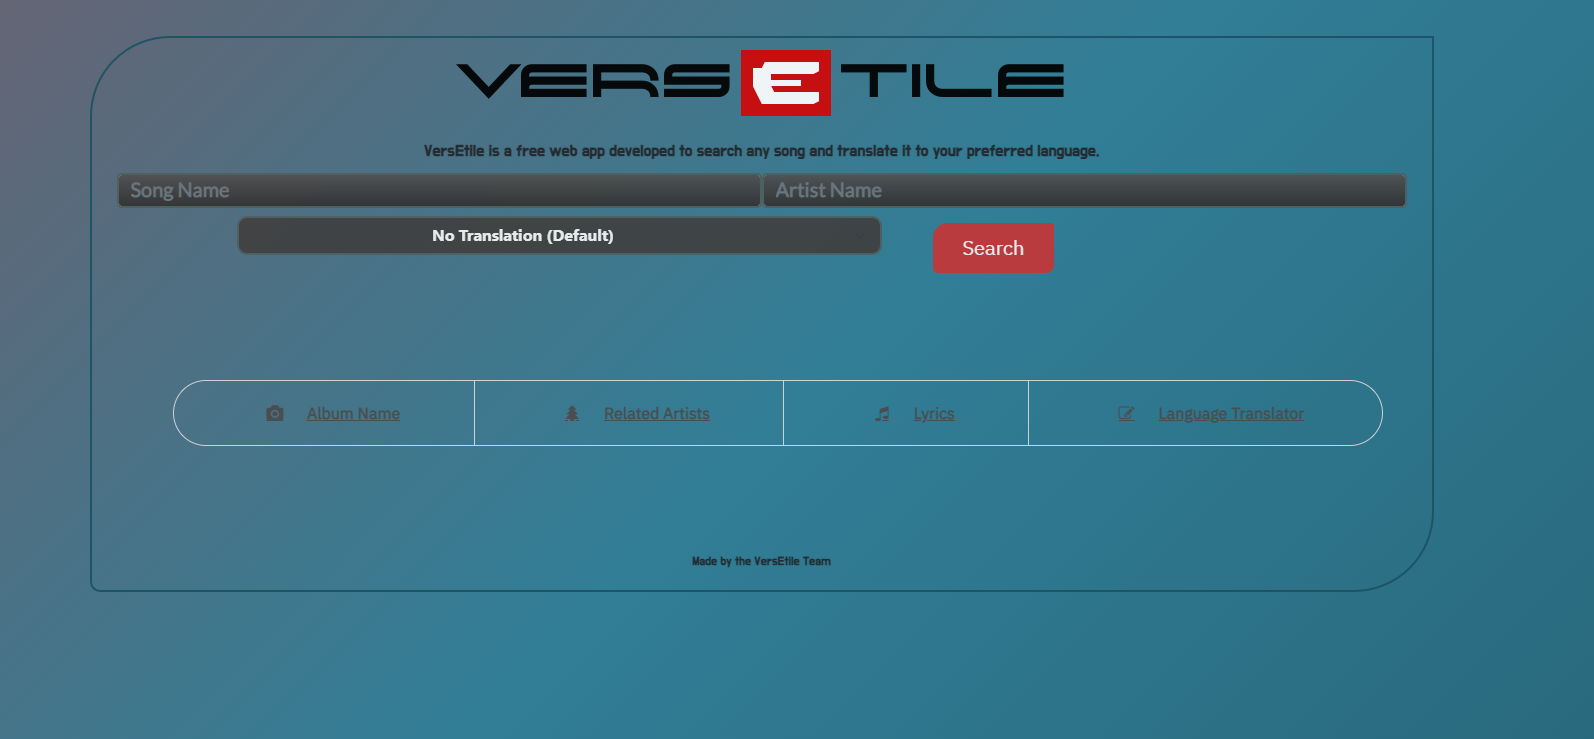 VERSETILE
VersEtile is a free web app developed to search any song and translate it to your preferred language.
Song Name Artist Name
No Translation (Default) Search
Album Name Related Artists Lyrics Language Translator
Made by the VersEtile Team